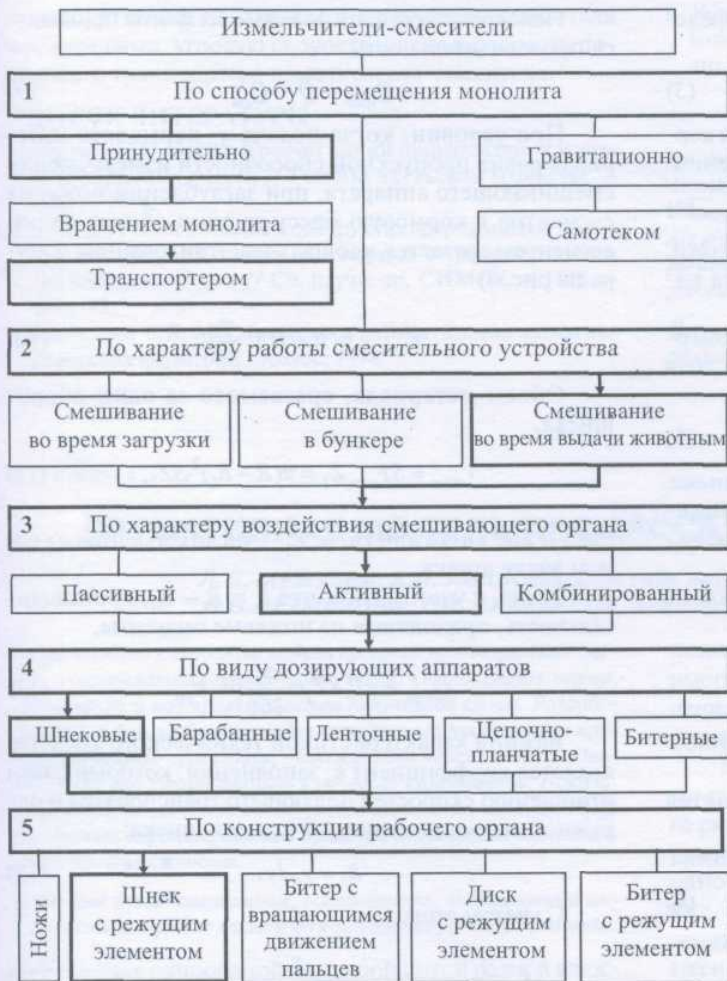 Измельчители-смесители
1 По способу перемещения монолита
Принудительно
Гравитационно
Вращением монолита
Самотеком
Транспортером
2 По характеру работы смесительного устройства
Смешивание
во время загрузки
Смешивание
в бункере
Смешивание
во время выдачи животным
3 По характеру воздействия смешивающего органа
Пассивный
Активный
Комбинированный
4 По виду дозирующих аппаратов
Шнековые
Барабанные
Ленточные
Цепочно-
планчатые
Битерные
5 По конструкции рабочего органа
Ножи
Шнек
с режущим
элементом
Битер с
вращающимся
движением
пальцев
Диск
с режущим
элементом
Битер
с режущим
элементом
(3)